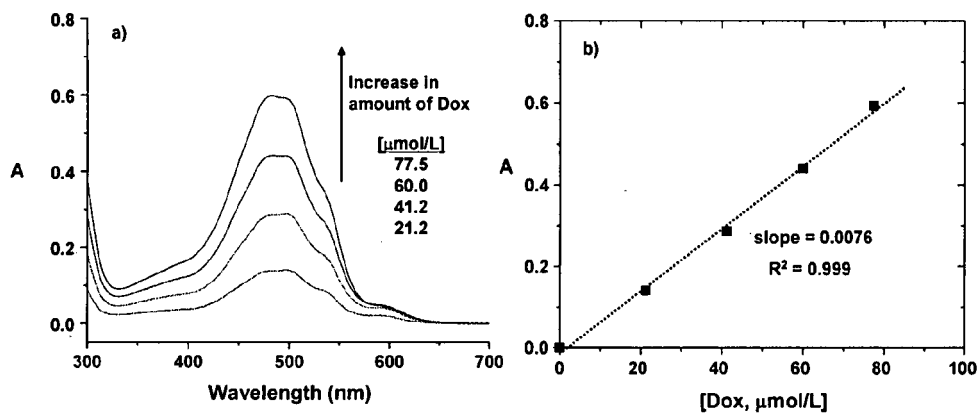 a)
0.8
0.6
0.4
0.2
0.0
A
Increase in
amount of Dox
[μmol/L]
77.5
60.0
41.2
21.2
300 400 500 600 700
Wavelength (nm)
b)
0.8
0.6
0.4
0.2
0.0
A
slope = 0.0076
R² = 0.999
0 20 40 60 80 100
[Dox, μmol/L]